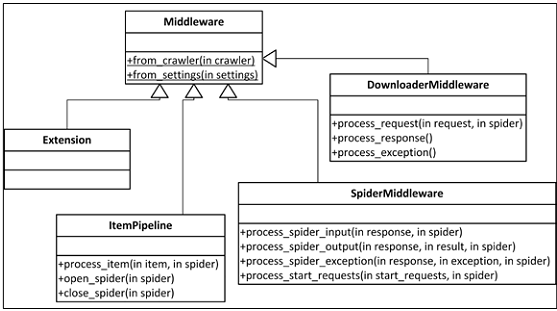 Middleware
+from_crawler(in crawler)
+from_settings(in settings)
DownloaderMiddleware
+process_request(in request, in spider)
+process_response()
+process_exception()
Extension
SpiderMiddleware
+process_spider_input(in response, in spider)
+process_spider_output(in response, in result, in spider)
+process_spider_exception(in response, in exception, in spider)
+process_start_requests(in start_requests, in spider)
ItemPipeline
+process_item(in item, in spider)
+open_spider(in spider)
+close_spider(in spider)